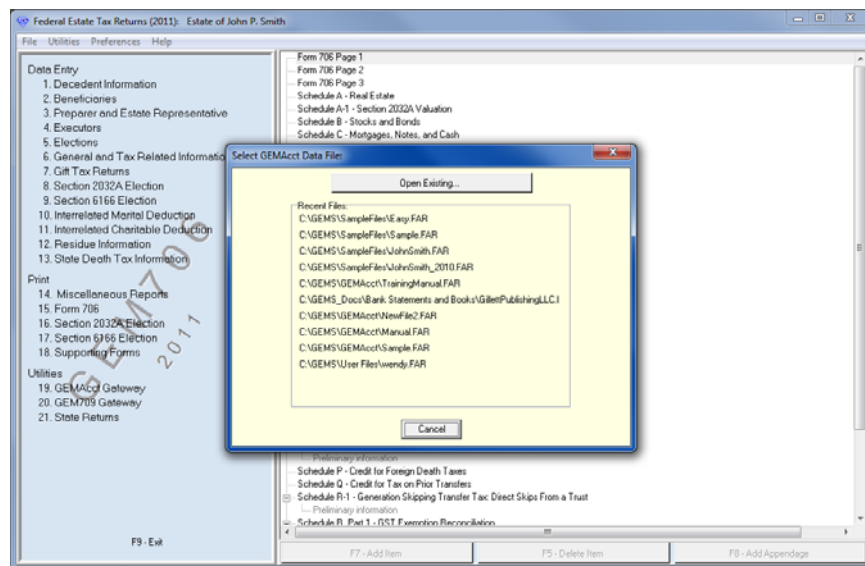 Federal Estate Tax Returns (2011): Estate of John P. Smith
File Utilities Preferences Help
Data Entry
1. Decedent Information
2. Beneficiaries
3. Preparer and Estate Representative
4. Executors
5. Elections
6. General and Tax Related Informatio
7. Gift Tax Returns
8. Section 2032A Election
9. Section 6166 Election
10. Interrelated Marital Deduction
11. Interrelated Charitable Deduction
12. Residue Information
13. State Death Tax Information
Print
14. Miscellaneous Reports
15. Form 706
16. Section 2032A Election
17. Section 6166 Election
18. Supporting Forms
Utilities
19. GEMAcct Gateway
20. GEM709 Gateway
21. State Returns
GEM706
2011
F9 - Exit
Form 706 Page 1
Form 706 Page 2
Form 706 Page 3
Schedule A - Real Estate
Schedule A-1 - Section 2032A Valuation
Schedule B - Stocks and Bonds
Schedule C - Mortgages, Notes, and Cash
Select GEMAcct Data File:
Open Existing...
Recent Files:
C:\GEMS\SampleFiles\Easy.FAR
C:\GEMS\SampleFiles\Sample.FAR
C:\GEMS\SampleFiles\JohnSmith.FAR
C:\GEMS\SampleFiles\JohnSmith_2010.FAR
C:\GEMS\GEMAcct\TrainingManual.FAR
C:\GEMS_Docs\Bank Statements and Books\GillettPublishingLLC.I
C:\GEMS\GEMAcct\NewFile2.FAR
C:\GEMS\GEMAcct\Manual.FAR
C:\GEMS\GEMAcct\Sample.FAR
C:\GEMS\User Files\wendy.FAR
Cancel
Preliminary information
Schedule P - Credit for Foreign Death Taxes
Schedule Q - Credit for Tax on Prior Transfers
Schedule R-1 - Generation Skipping Transfer Tax: Direct Skips From a Trust
Preliminary information
Schedule R, Part 1 - GST Exemption Reconciliation
F7 - Add Item
F5 - Delete Item
F8 - Add Appendage